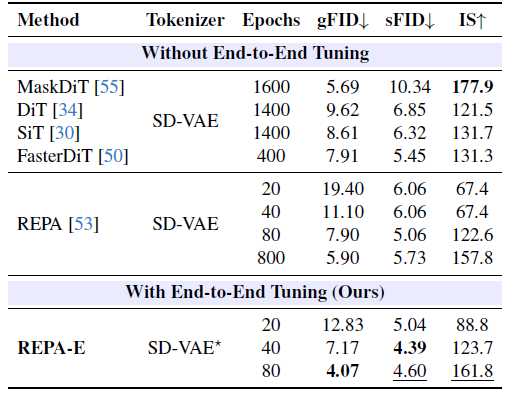 Method Tokenizer Epochs gFID↓ sFID↓ IS↑
Without End-to-End Tuning
MaskDiT [55] 1600 5.69 10.34 177.9
DiT [34] 1400 9.62 6.85 121.5
SD-VAE
SiT [30] 1400 8.61 6.32 131.7
FasterDiT [50] 400 7.91 5.45 131.3
20 19.40 6.06 67.4
40 11.10 6.06 67.4
REPA [53] SD-VAE
80 7.90 5.06 122.6
800 5.90 5.73 157.8
With End-to-End Tuning (Ours)
20 12.83 5.04 88.8
REPA-E SD-VAE* 40 7.17 4.39 123.7
80 4.07 4.60 161.8